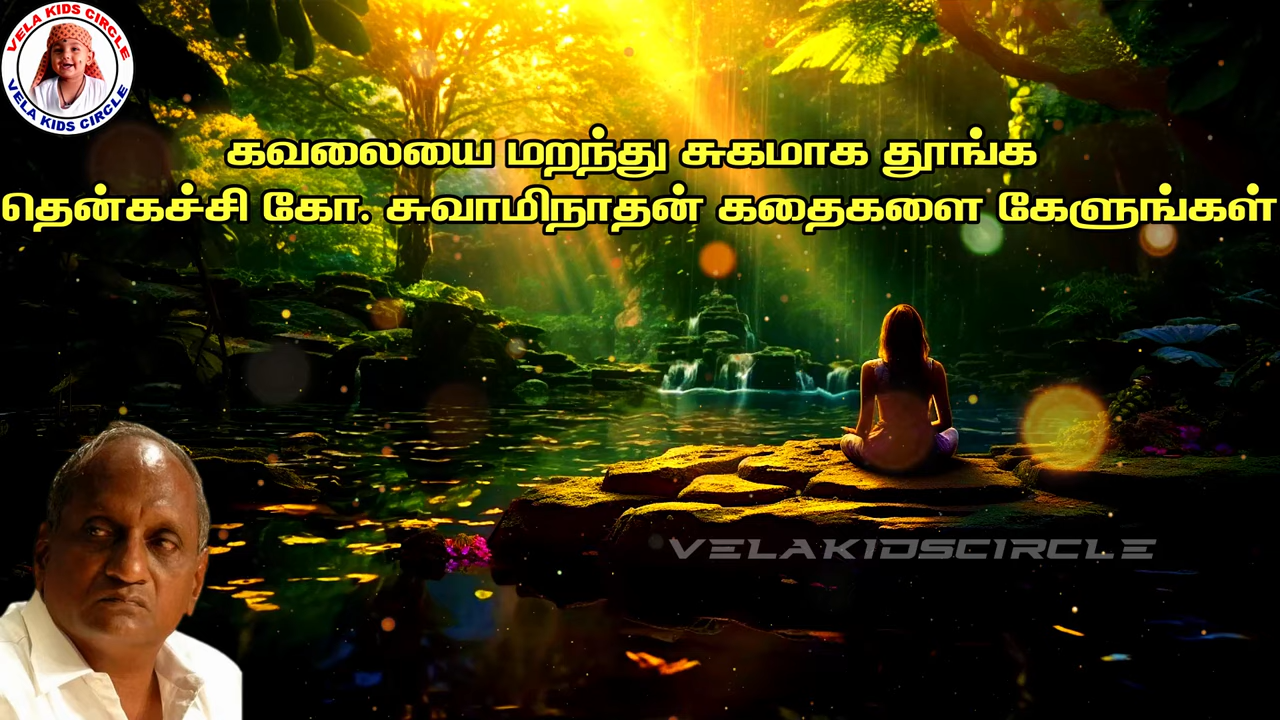 VELA KIDS CIRCLE
VELA KIDS CIRCLE
கவலையை மறந்து சுகமாக தூங்க
தென்கச்சி கோ. சுவாமிநாதன் கதைகளை கேளுங்கள்
VELAKIDSCIRCLE